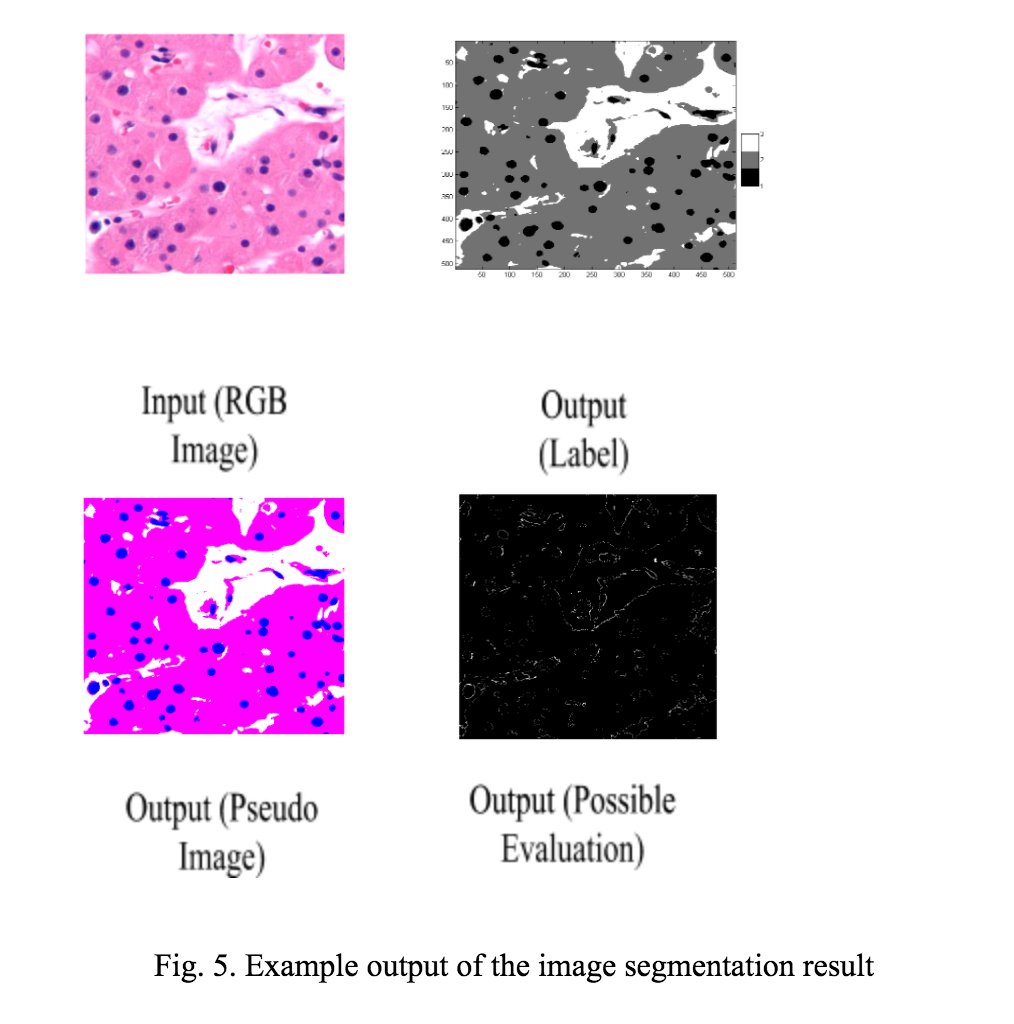 50
100
150
200
250
300
350
400
450
500
50 100 150 200 250 300 350 400 450 500
3
2
1
Input (RGB
Image)
Output
(Label)
Output (Pseudo
Image)
Output (Possible
Evaluation)
Fig. 5. Example output of the image segmentation result